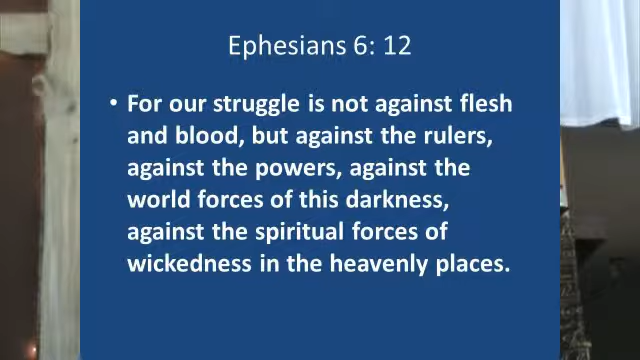 Ephesians 6: 12
• For our struggle is not against flesh
and blood, but against the rulers,
against the powers, against the
world forces of this darkness,
against the spiritual forces of
wickedness in the heavenly places.